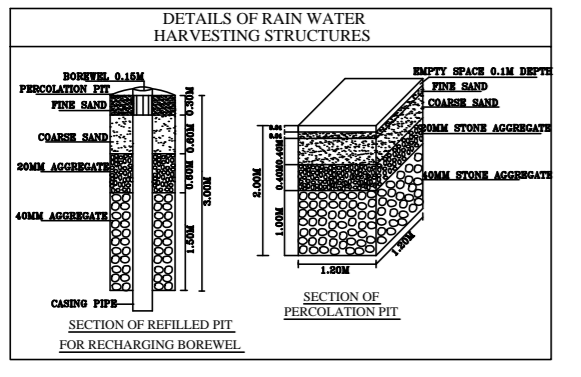 DETAILS OF RAIN WATER
HARVESTING STRUCTURES
BOREWEL 0.15M
PERCOLATION PIT
FINE SAND
COARSE SAND
20MM AGGREGATE
40MM AGGREGATE
CASING PIPE
0.30M
0.60M
0.60M
1.50M
3.00M
SECTION OF REFILLED PIT
FOR RECHARGING BOREWEL
EMPTY SPACE 0.1M DEPTH
FINE SAND
COARSE SAND
20MM STONE AGGREGATE
40MM STONE AGGREGATE
0.40M
0.40M
1.00M
2.00M
1.20M
1.20M
SECTION OF
PERCOLATION PIT